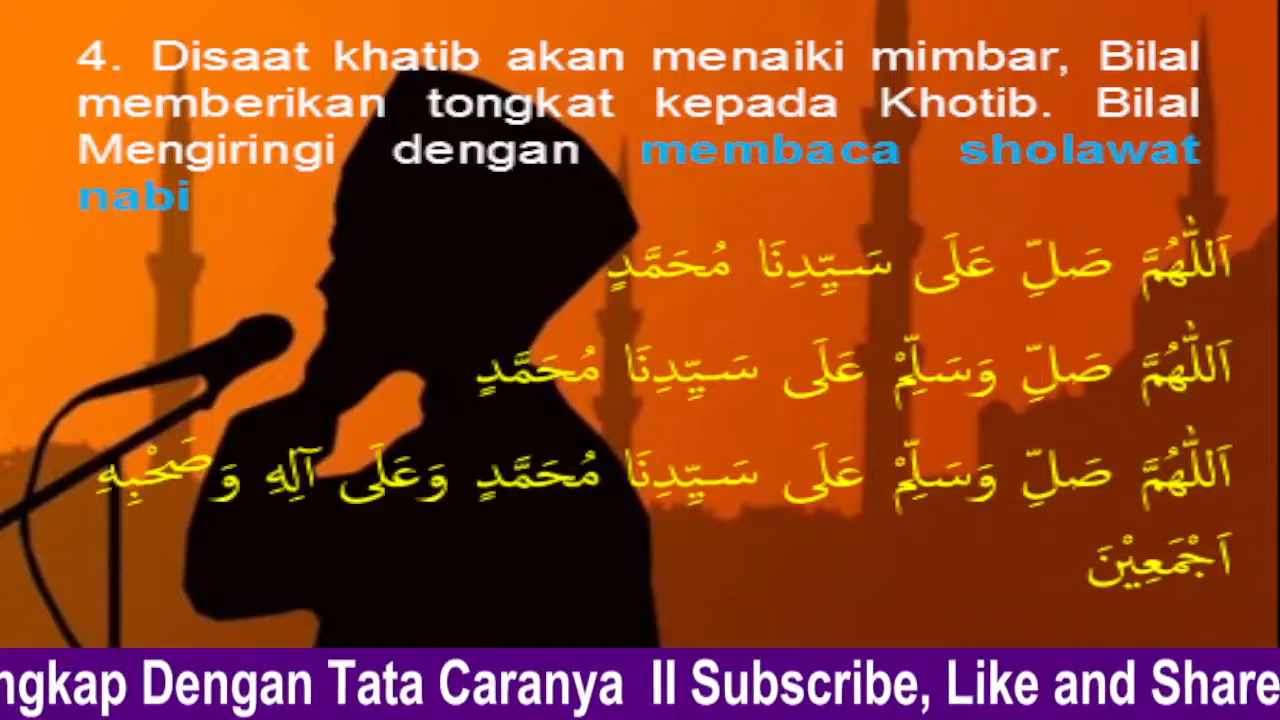 4. Disaat khatib akan menaiki mimbar, Bilal
memberikan tongkat kepada Khotib. Bilal
Mengiringi dengan membaca sholawat
nabi
اَللّٰهُمَّ صَلِّ عَلَى سَيِّدِنَا مُحَمَّدٍ
اَللّٰهُمَّ صَلِّ وَسَلِّمْ عَلَى سَيِّدِنَا مُحَمَّدٍ
اَللّٰهُمَّ صَلِّ وَسَلِّمْ عَلَى سَيِّدِنَا مُحَمَّدٍ وَعَلَى آلِهِ وَ صَحْبِهِ
اَجْمَعِيْنَ
ngkap Dengan Tata Caranya II Subscribe, Like and Share